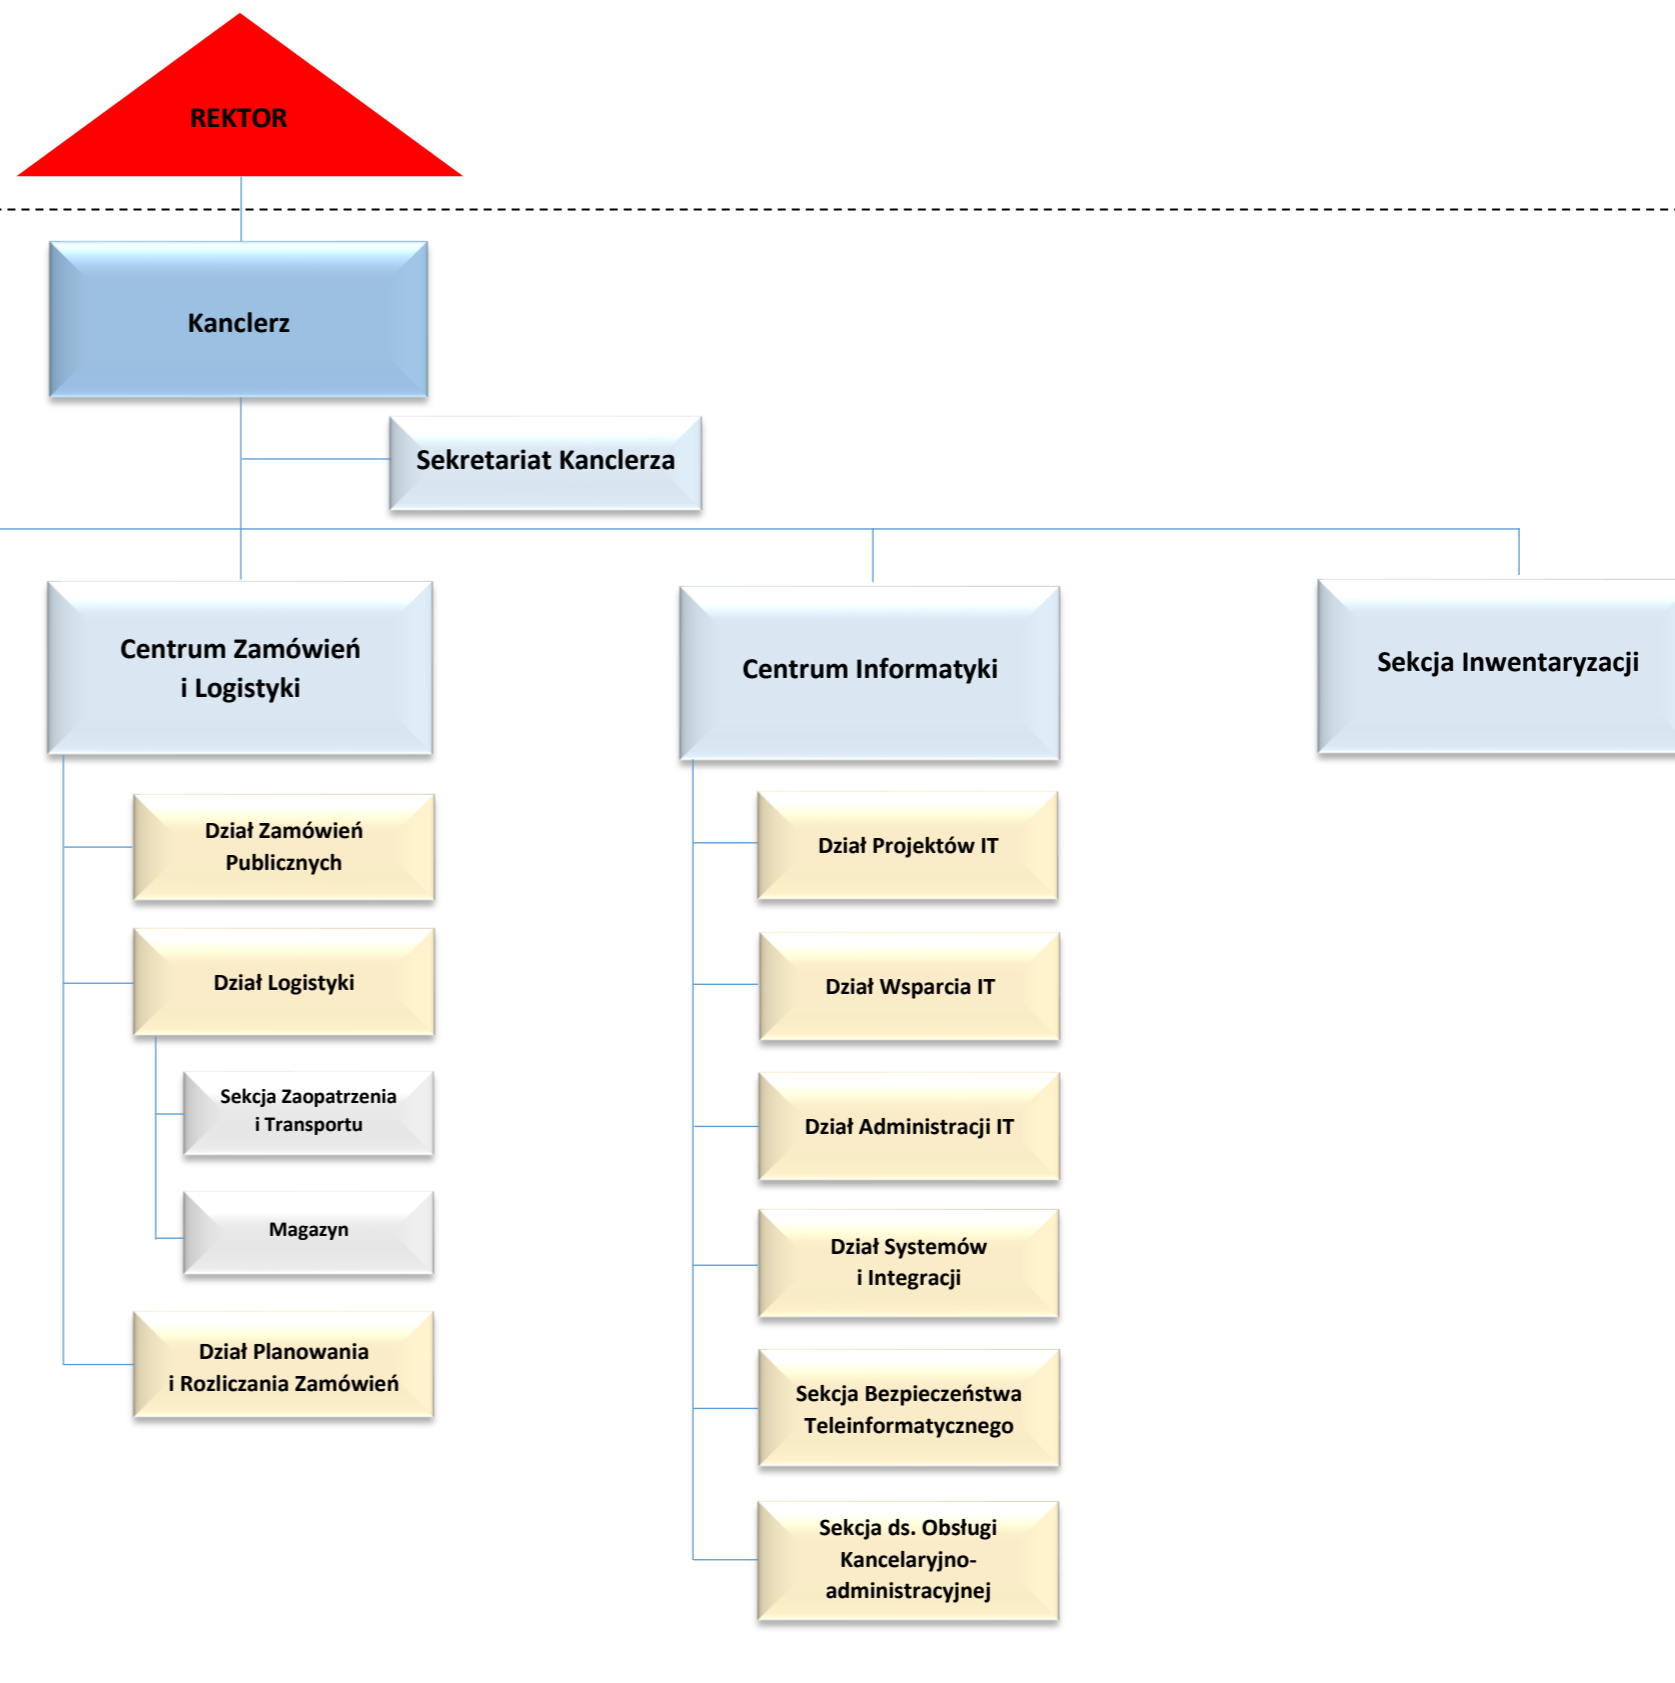 REKTOR
Kanclerz
Sekretariat Kanclerza
Centrum Zamówień
i Logistyki
Dział Zamówień
Publicznych
Dział Logistyki
Sekcja Zaopatrzenia
i Transportu
Magazyn
Dział Planowania
i Rozliczania Zamówień
Centrum Informatyki
Dział Projektów IT
Dział Wsparcia IT
Dział Administracji IT
Dział Systemów
i Integracji
Sekcja Bezpieczeństwa
Teleinformatycznego
Sekcja ds. Obsługi
Kancelaryjno-
administracyjnej
Sekcja Inwentaryzacji